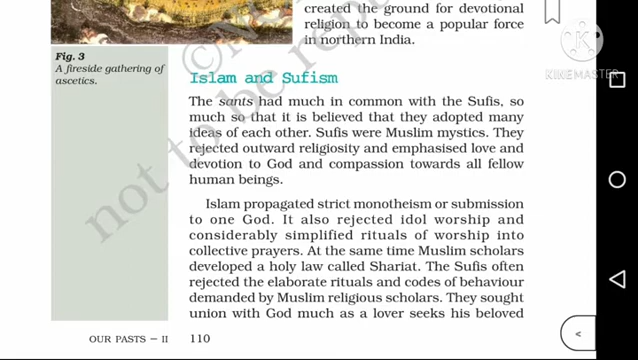 created the ground for devotional
religion to become a popular force
in northern India.
Fig. 3
A fireside gathering of
ascetics.
Islam and Sufism
The sants had much in common with the Sufis, so
much so that it is believed that they adopted many
ideas of each other. Sufis were Muslim mystics. They
rejected outward religiosity and emphasised love and
devotion to God and compassion towards all fellow
human beings.
Islam propagated strict monotheism or submission
to one God. It also rejected idol worship and
considerably simplified rituals of worship into
collective prayers. At the same time Muslim scholars
developed a holy law called Shariat. The Sufis often
rejected the elaborate rituals and codes of behaviour
demanded by Muslim religious scholars. They sought
union with God much as a lover seeks his beloved
OUR PASTS – II 110
not to be rep
KINEMASTER